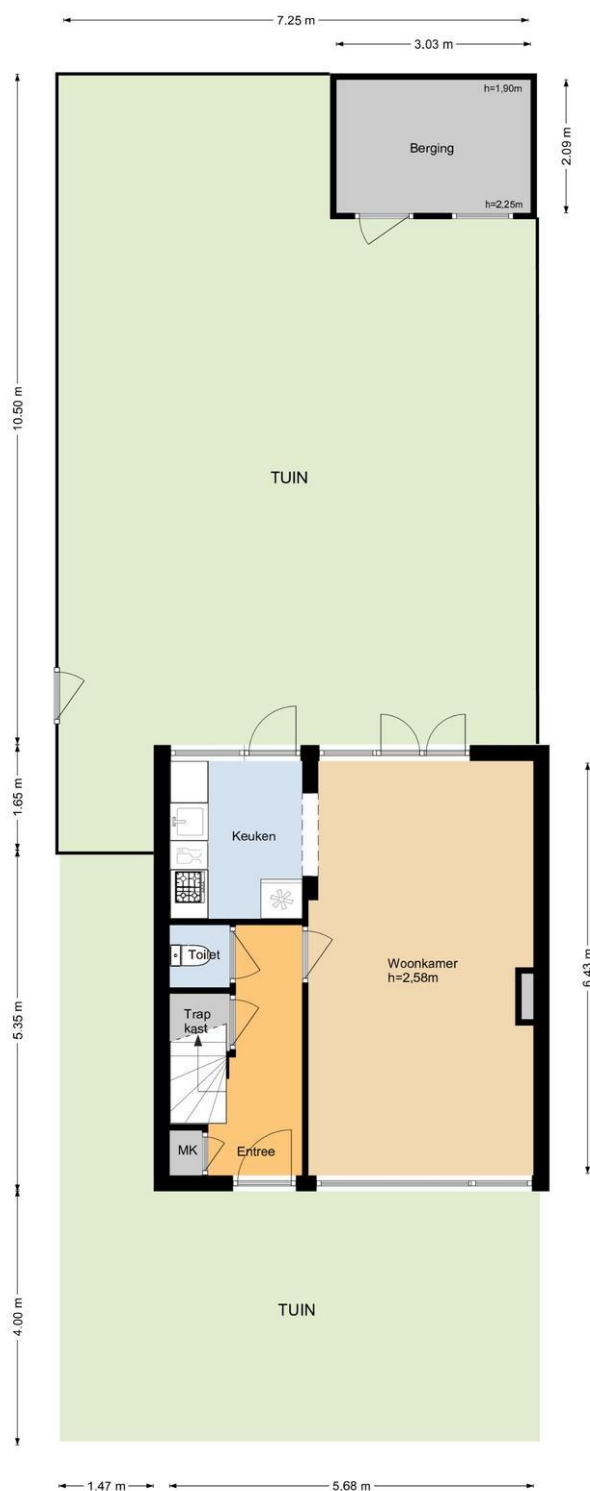 7.25 m
3.03 m
h=1,90m
Berging
2.09 m
h=2,25m
10.50 m
TUIN
1.65 m
Keuken
Toilet
Woonkamer
h=2,58m
6.43 m
Trap
kast
5.35 m
MK
Entree
TUIN
4.00 m
1.47 m
5.68 m